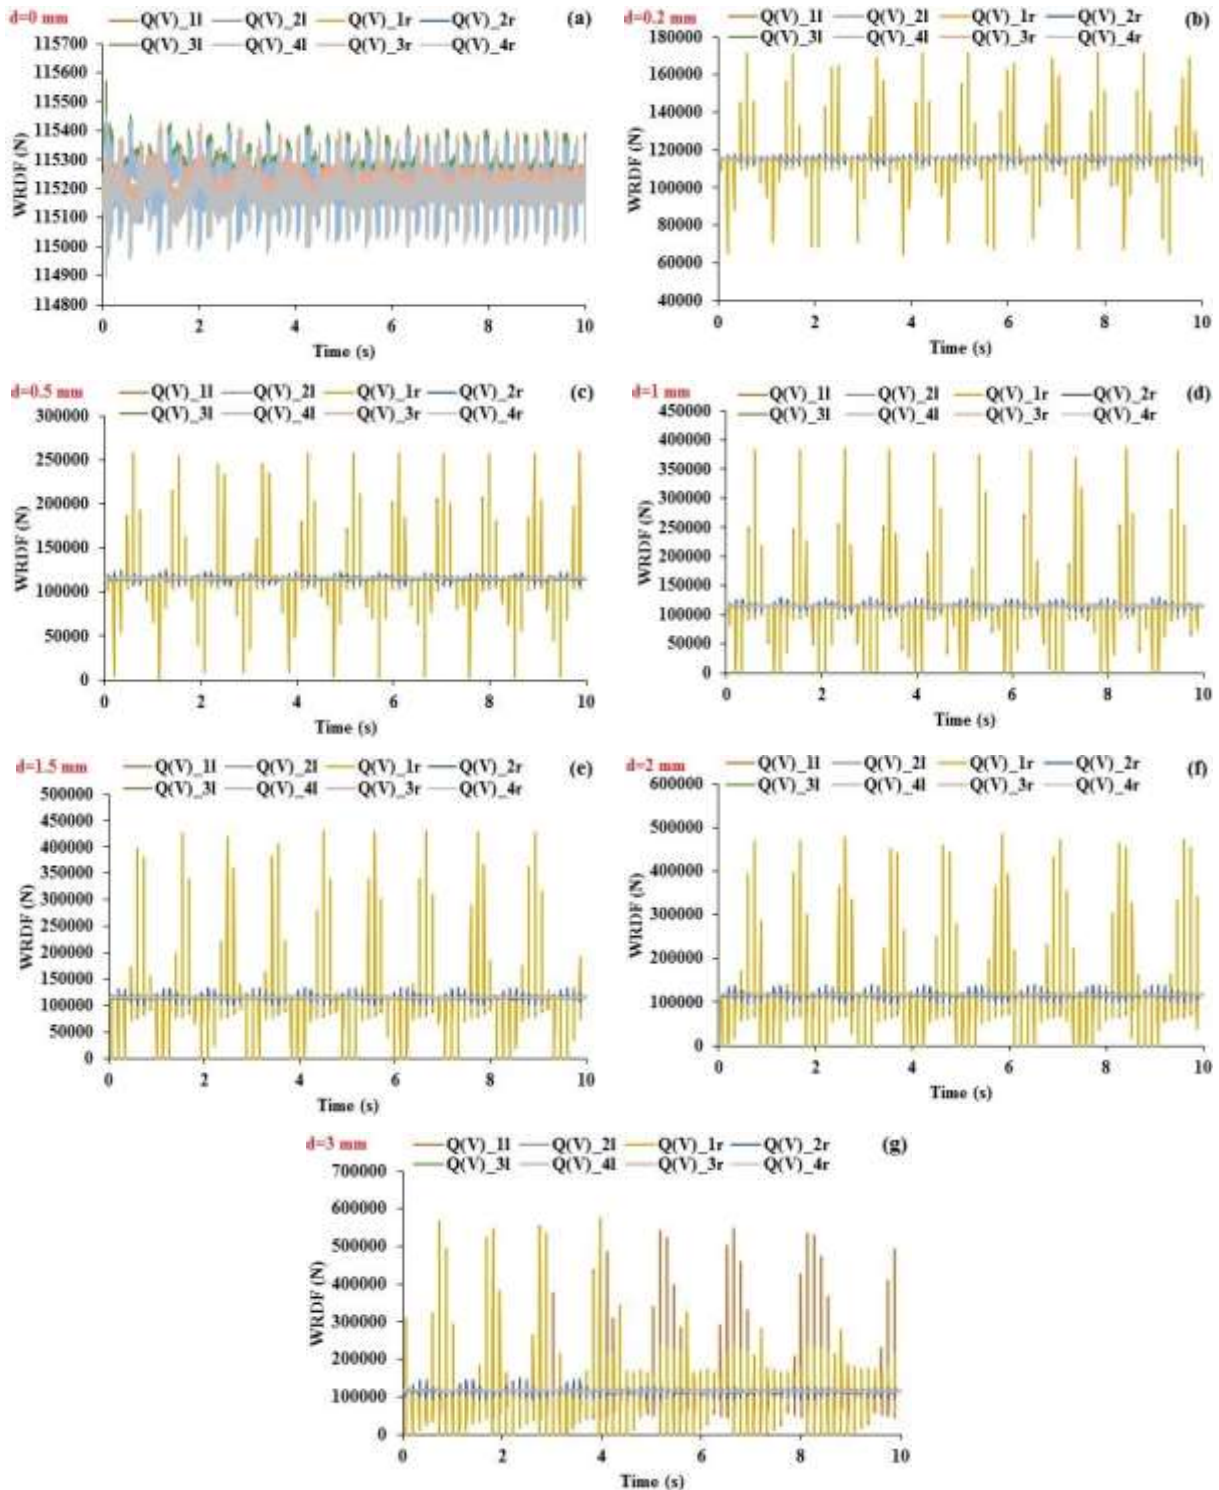 d=0 mm Q(V)_1l Q(V)_2l Q(V)_1r Q(V)_2r (a)
Q(V)_3l Q(V)_4l Q(V)_3r Q(V)_4r
115700
115600
115500
115400
115300
115200
115100
115000
114900
114800
WRDF (N)
0 2 4 6 8 10
Time (s)
d=0.2 mm Q(V)_1l Q(V)_2l Q(V)_1r Q(V)_2r (b)
Q(V)_3l Q(V)_4l Q(V)_3r Q(V)_4r
180000
160000
140000
120000
100000
80000
60000
40000
WRDF (N)
0 2 4 6 8 10
Time (s)
d=0.5 mm Q(V)_1l Q(V)_2l Q(V)_1r Q(V)_2r (c)
Q(V)_3l Q(V)_4l Q(V)_3r Q(V)_4r
300000
250000
200000
150000
100000
50000
0
WRDF (N)
0 2 4 6 8 10
Time (s)
d=1 mm Q(V)_1l Q(V)_2l Q(V)_1r Q(V)_2r (d)
Q(V)_3l Q(V)_4l Q(V)_3r Q(V)_4r
450000
400000
350000
300000
250000
200000
150000
100000
50000
0
WRDF (N)
0 2 4 6 8 10
Time (s)
d=1.5 mm Q(V)_1l Q(V)_2l Q(V)_1r Q(V)_2r (e)
Q(V)_3l Q(V)_4l Q(V)_3r Q(V)_4r
500000
450000
400000
350000
300000
250000
200000
150000
100000
50000
0
WRDF (N)
0 2 4 6 8 10
Time (s)
d=2 mm Q(V)_1l Q(V)_2l Q(V)_1r Q(V)_2r (f)
Q(V)_3l Q(V)_4l Q(V)_3r Q(V)_4r
600000
500000
400000
300000
200000
100000
0
WRDF (N)
0 2 4 6 8 10
Time (s)
d=3 mm Q(V)_1l Q(V)_2l Q(V)_1r Q(V)_2r (g)
Q(V)_3l Q(V)_4l Q(V)_3r Q(V)_4r
700000
600000
500000
400000
300000
200000
100000
0
WRDF (N)
0 2 4 6 8 10
Time (s)